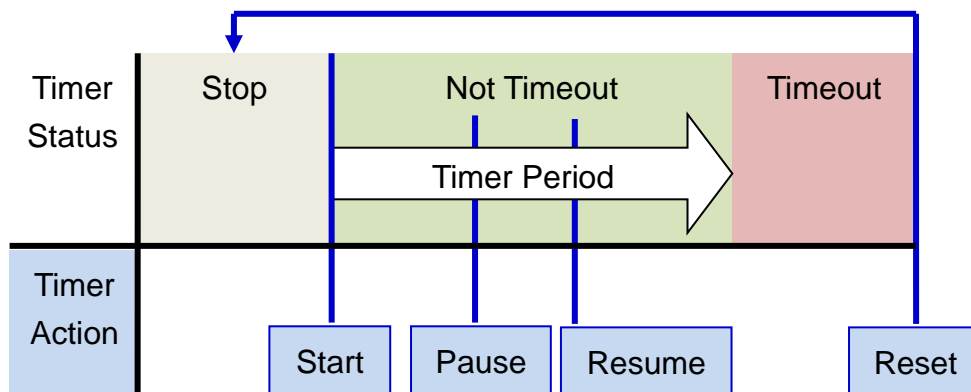 Timer
Status
Stop
Not Timeout
Timeout
Timer Period
Timer
Action
Start
Pause
Resume
Reset